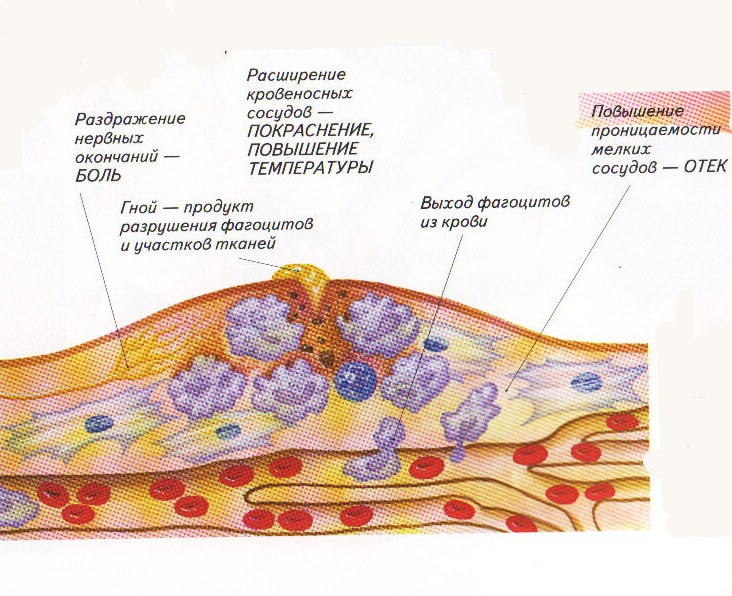 Раздражение
нервных
окончаний —
БОЛЬ
Расширение
кровеносных
сосудов —
ПОКРАСНЕНИЕ,
ПОВЫШЕНИЕ
ТЕМПЕРАТУРЫ
Повышение
проницаемости
мелких
сосудов — ОТЕК
Гной — продукт
разрушения фагоцитов
и участков тканей
Выход фагоцитов
из крови